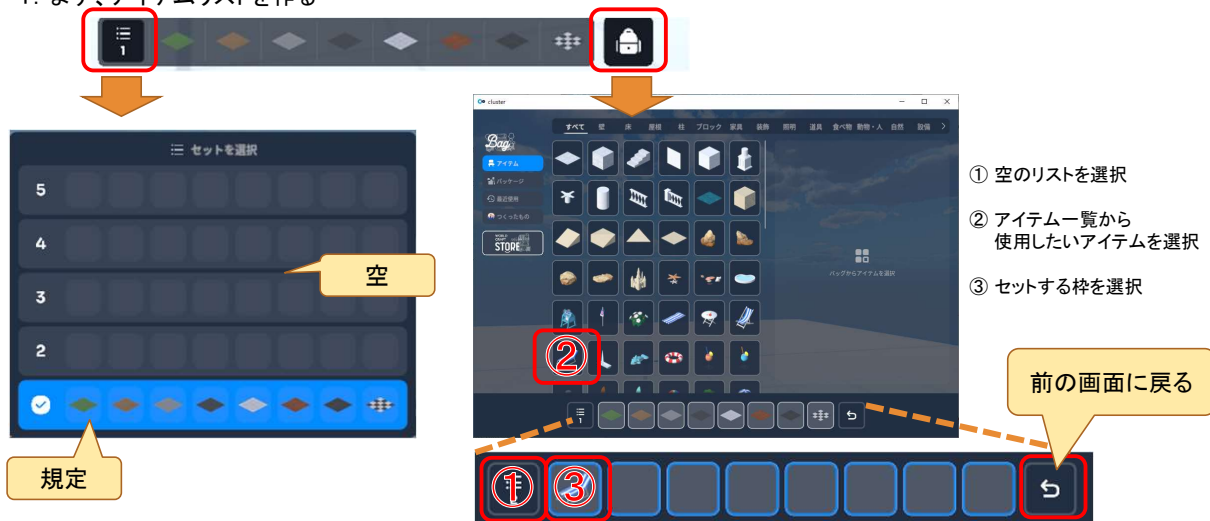 1. まず、アイテムリストを作る
1
cluster
セットを選択
5
4
3
2
空
規定
Bag
アイテム
パッケージ
最近使用
つくったもの
WORLD CRAFT
STORE
すべて 壁 床 屋根 柱 ブロック 家具 装飾 照明 道具 食べ物 動物・人 自然 設備
バッグからアイテムを選択
②
1
① 空のリストを選択
② アイテム一覧から
使用したいアイテムを選択
③ セットする枠を選択
前の画面に戻る
①
③